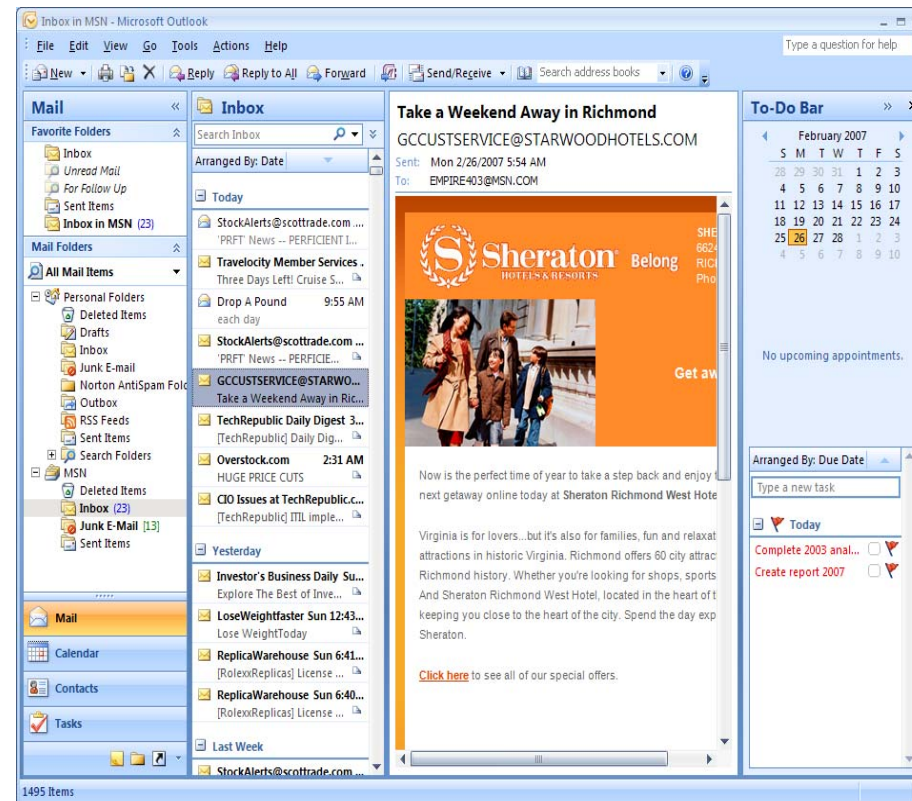 Inbox in MSN - Microsoft Outlook
File Edit View Go Tools Actions Help
Type a question for help
New Reply Reply to All Forward Send/Receive Search address books
Mail «
Favorite Folders
Inbox
Unread Mail
For Follow Up
Sent Items
Inbox in MSN (23)
Mail Folders
All Mail Items
Personal Folders
Deleted Items
Drafts
Inbox
Junk E-mail
Norton AntiSpam Fold
Outbox
RSS Feeds
Sent Items
Search Folders
MSN
Deleted Items
Inbox (23)
Junk E-Mail [13]
Sent Items
Mail
Calendar
Contacts
Tasks
1495 Items
Inbox
Search Inbox
Arranged By: Date
Today
StockAlerts@scottrade.com ....
'PRFT' News -- PERFICIENT I...
Travelocity Member Services .
Three Days Left! Cruise S...
Drop A Pound 9:55 AM
each day
StockAlerts@scottrade.com ...
'PRFT' News -- PERFICIE...
GCCUSTSERVICE@STARWO...
Take a Weekend Away in Ric...
TechRepublic Daily Digest 3...
[TechRepublic] Daily Dig...
Overstock.com 2:31 AM
HUGE PRICE CUTS
CIO Issues at TechRepublic.c...
[TechRepublic] ITIL imple...
Yesterday
Investor's Business Daily Su...
Explore The Best of Inve...
LoseWeightfaster Sun 12:43...
Lose WeightToday
ReplicaWarehouse Sun 6:41...
[RolexxReplicas] License ...
ReplicaWarehouse Sun 6:40...
[RolexxReplicas] License ...
Last Week
StockAlerts@scottrade.com ...
Take a Weekend Away in Richmond
GCCUSTSERVICE@STARWOODHOTELS.COM
Sent: Mon 2/26/2007 5:54 AM
To: EMPIRE403@MSN.COM
S Sheraton
HOTELS & RESORTS
Belong
SHE
6624
RIC
Pho
Get aw
Now is the perfect time of year to take a step back and enjoy
next getaway online today at Sheraton Richmond West Hote
Virginia is for lovers...but it's also for families, fun and relaxat
attractions in historic Virginia. Richmond offers 60 city attrac
Richmond history. Whether you're looking for shops, sports
And Sheraton Richmond West Hotel, located in the heart of t
keeping you close to the heart of the city. Spend the day exp
Sheraton.
Click here to see all of our special offers.
To-Do Bar »
February 2007
S M T W T F S
28 29 30 31 1 2 3
4 5 6 7 8 9 10
11 12 13 14 15 16 17
18 19 20 21 22 23 24
25 26 27 28 1 2 3
4 5 6 7 8 9 10
No upcoming appointments.
Arranged By: Due Date
Type a new task
Today
Complete 2003 anal...
Create report 2007